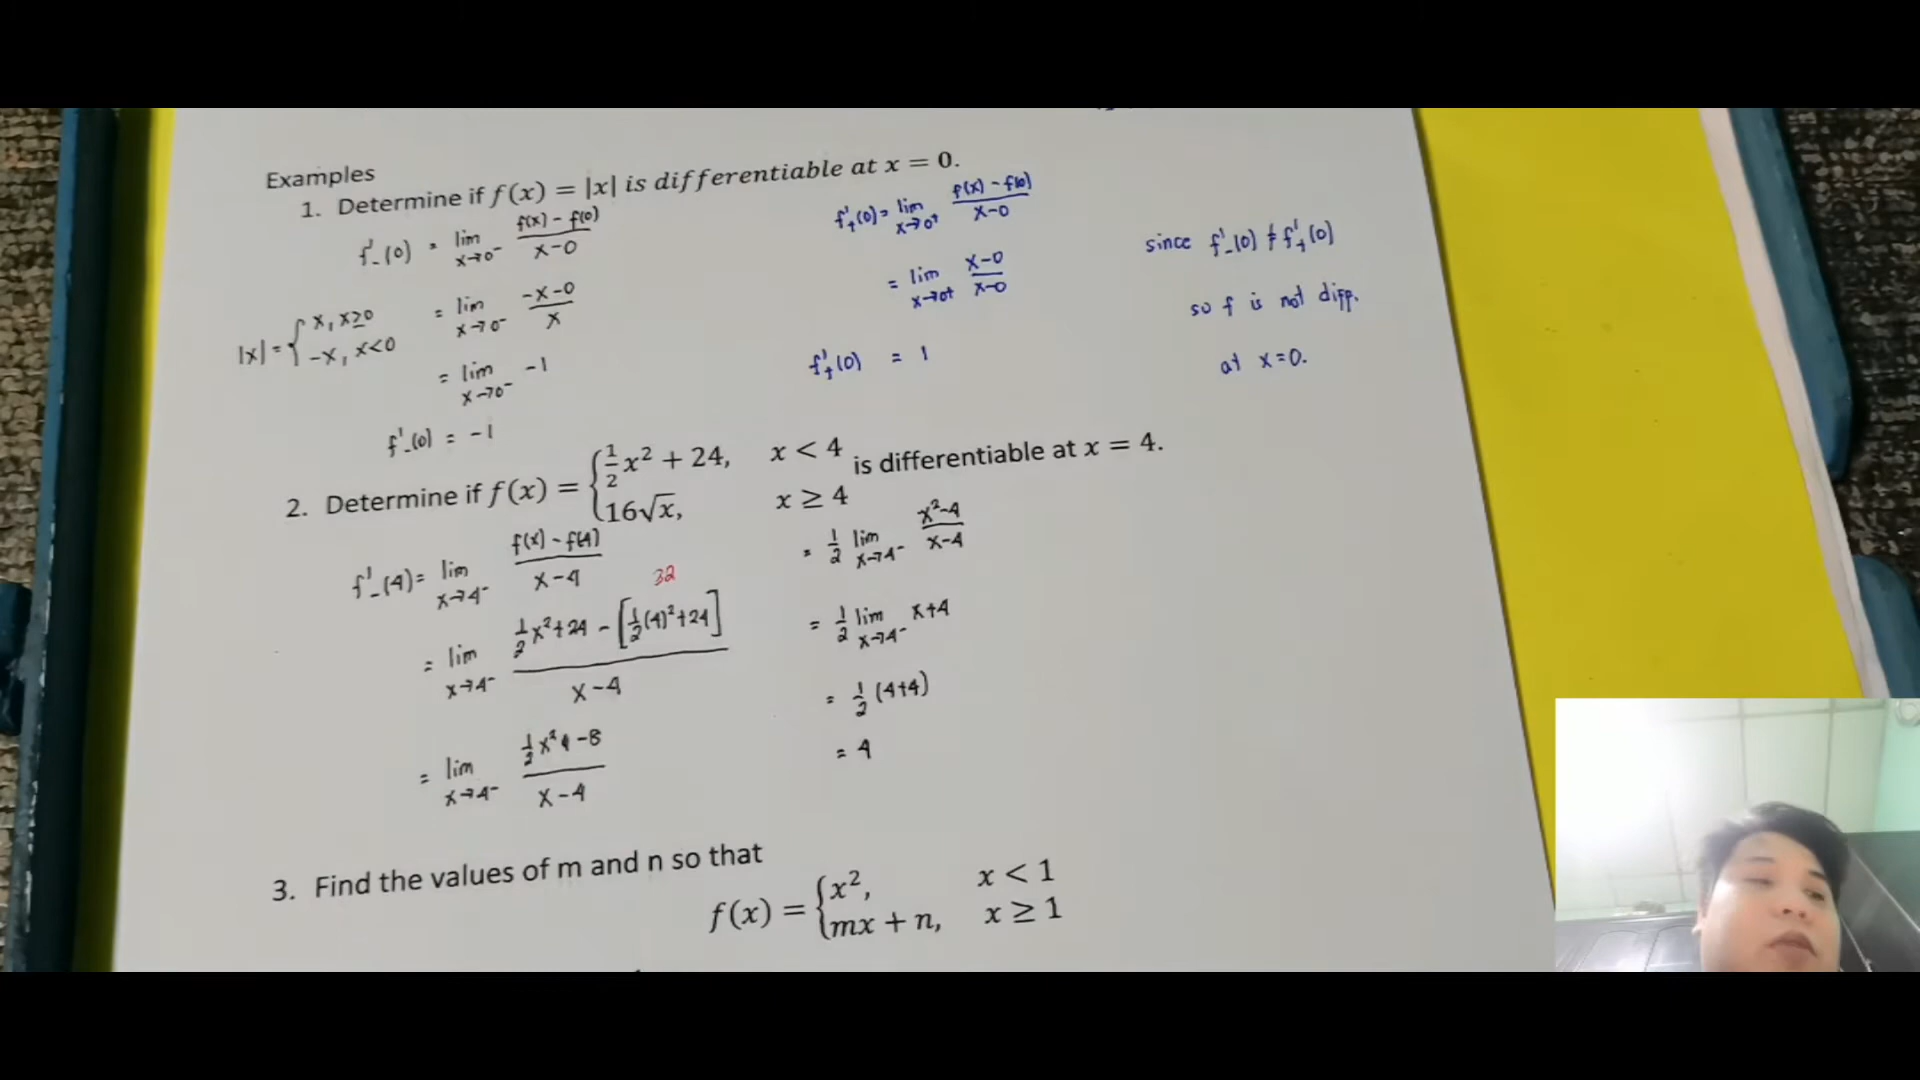 Examples
1. Determine if f(x) = |x| is differentiable at x = 0.
f'₋(0) = lim x→0⁻ (f(x) - f(0))/(x-0)
|x| = { x, x≥0
-x, x<0
= lim x→0⁻ (-x-0)/x
= lim x→0⁻ -1
f'₋(0) = -1
f'₊(0) = lim x→0⁺ (f(x) - f(0))/(x-0)
= lim x→0⁺ (x-0)/(x-0)
f'₊(0) = 1
since f'₋(0) ≠ f'₊(0)
so f is not diff.
at x=0.
2. Determine if f(x) = { ½x² + 24, x < 4
16√x, x ≥ 4
is differentiable at x = 4.
f'₋(4) = lim x→4⁻ (f(x) - f(4))/(x-4)
32
= lim x→4⁻ (½x²+24 - [½(4)²+24])/(x-4)
= lim x→4⁻ (½x² -8)/(x-4)
= ½ lim x→4⁻ (x²-4)/(x-4)
= ½ lim x→4⁻ x+4
= ½ (4+4)
= 4
3. Find the values of m and n so that
f(x) = { x², x < 1
mx + n, x ≥ 1